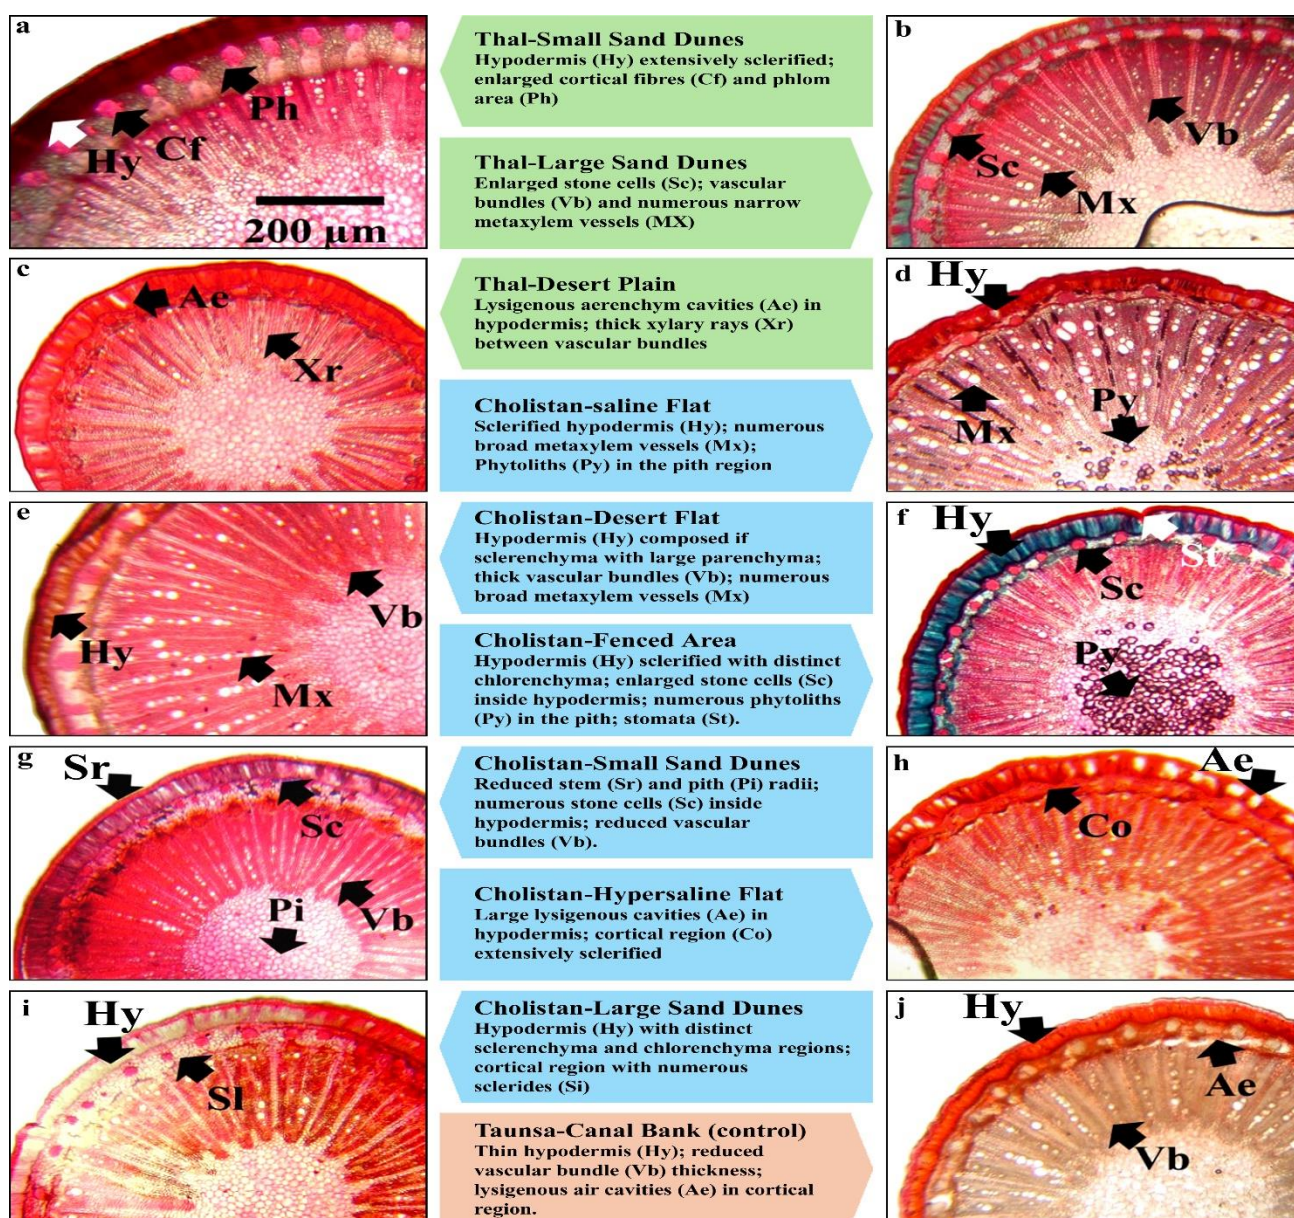 a
Ph
Hy
Cf
200 µm
Thal-Small Sand Dunes
Hypodermis (Hy) extensively sclerified;
enlarged cortical fibres (Cf) and phlom
area (Ph)
b
Vb
Sc
Mx
Thal-Large Sand Dunes
Enlarged stone cells (Sc); vascular
bundles (Vb) and numerous narrow
metaxylem vessels (MX)
c
Ae
Xr
Thal-Desert Plain
Lysigenous aerenchym cavities (Ae) in
hypodermis; thick xylary rays (Xr)
between vascular bundles
d
Hy
Py
Mx
Cholistan-saline Flat
Sclerified hypodermis (Hy); numerous
broad metaxylem vessels (Mx);
Phytoliths (Py) in the pith region
e
Vb
Hy
Mx
Cholistan-Desert Flat
Hypodermis (Hy) composed if
sclerenchyma with large parenchyma;
thick vascular bundles (Vb); numerous
broad metaxylem vessels (Mx)
f
Hy
St
Sc
Py
Cholistan-Fenced Area
Hypodermis (Hy) sclerified with distinct
chlorenchyma; enlarged stone cells (Sc)
inside hypodermis; numerous phytoliths
(Py) in the pith; stomata (St).
g
Sr
Sc
Pi
Vb
Cholistan-Small Sand Dunes
Reduced stem (Sr) and pith (Pi) radii;
numerous stone cells (Sc) inside
hypodermis; reduced vascular
bundles (Vb).
h
Ae
Co
Cholistan-Hypersaline Flat
Large lysigenous cavities (Ae) in
hypodermis; cortical region (Co)
extensively sclerified
i
Hy
Sl
Cholistan-Large Sand Dunes
Hypodermis (Hy) with distinct
sclerenchyma and chlorenchyma regions;
cortical region with numerous
sclerides (Si)
j
Hy
Ae
Vb
Taunsa-Canal Bank (control)
Thin hypodermis (Hy); reduced
vascular bundle (Vb) thickness;
lysigenous air cavities (Ae) in cortical
region.